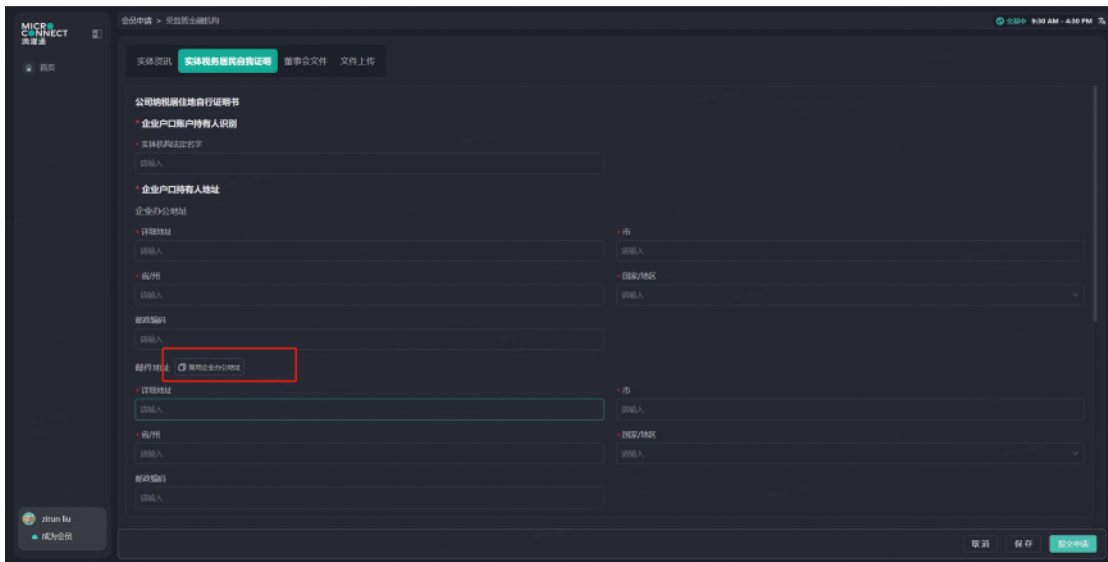 MICR
CONNECT
滴灌通
会员申请 > 受监管金融机构
交易中 9:30 AM - 4:30 PM
首页
实体资讯 实体税务居民自我证明 董事会文件 文件上传
公司纳税居住地自行证明书
* 企业户口账户持有人识别
* 实体机构法定名字
请输入
* 企业户口持有人地址
企业办公地址
* 详细地址 * 市
请输入 请输入
* 省/州 * 国家/地区
请输入 请输入
邮政编码
请输入
邮件地址 复用企业办公地址
* 详细地址 * 市
请输入 请输入
* 省/州 * 国家/地区
请输入 请输入
邮政编码
请输入
zirun liu
成为会员
取消 保存 提交申请